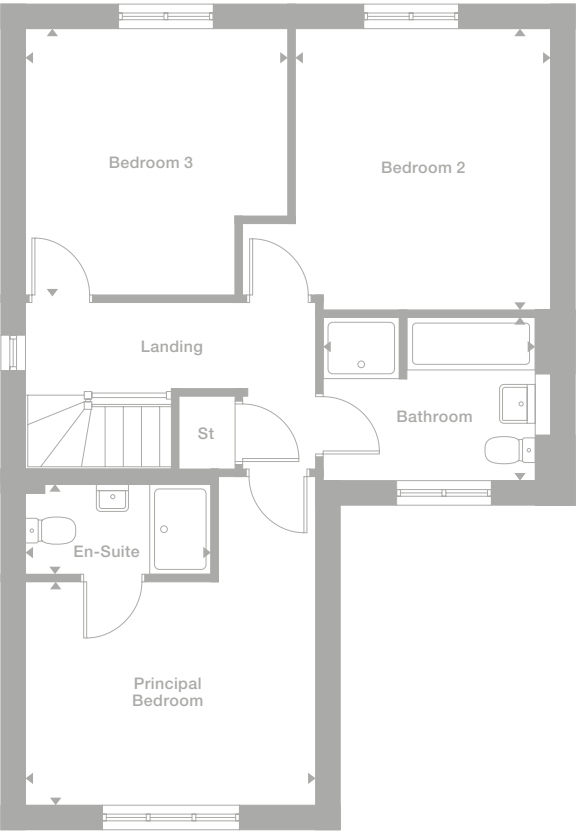 Bedroom 3
Bedroom 2
Landing
St
Bathroom
En-Suite
Principal
Bedroom